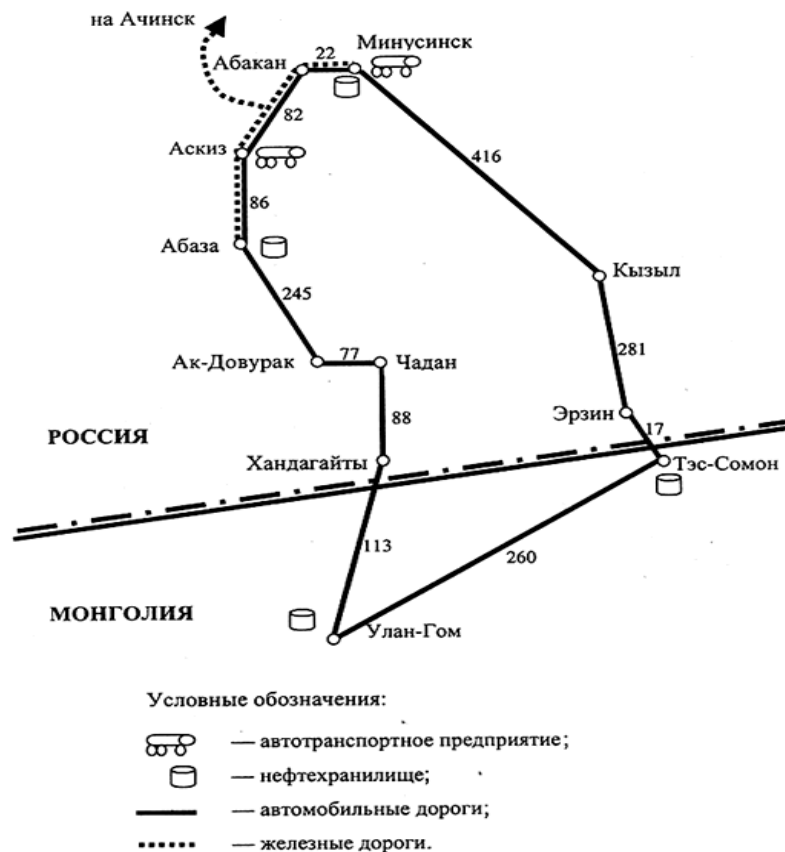 на Ачинск
22
Минусинск
Абакан
82
Аскиз
416
86
Абаза
Кызыл
245
281
Ак-Довурак
77
Чадан
Эрзин
88
17
РОССИЯ
Хандагайты
Тэс-Сомон
113
260
МОНГОЛИЯ
Улан-Гом
Условные обозначения:
— автотранспортное предприятие;
— нефтехранилище;
— автомобильные дороги;
— железные дороги.